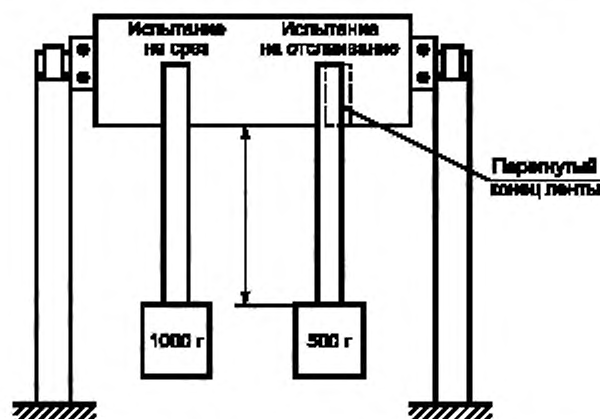 Испытание
на срез
Испытание
на отслаивание
Перегнутый
конец ленты
1000 г
500 г